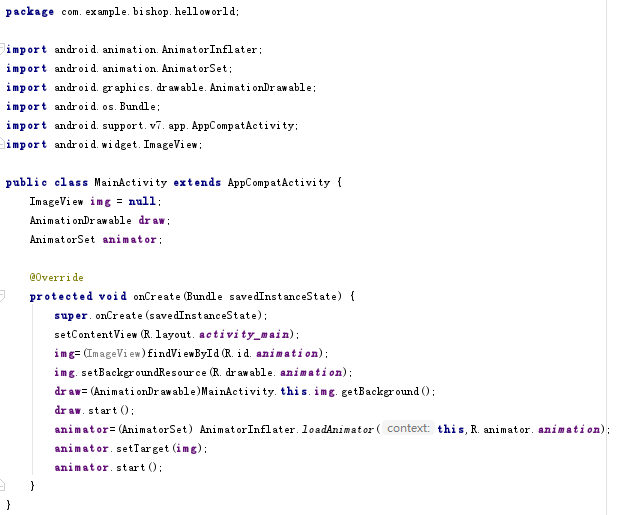 package com.example.bishop.helloworld;
import android.animation.AnimatorInflater;
import android.animation.AnimatorSet;
import android.graphics.drawable.AnimationDrawable;
import android.os.Bundle;
import android.support.v7.app.AppCompatActivity;
import android.widget.ImageView;
public class MainActivity extends AppCompatActivity {
ImageView img = null;
AnimationDrawable draw;
AnimatorSet animator;
@Override
protected void onCreate(Bundle savedInstanceState) {
super.onCreate(savedInstanceState);
setContentView(R.layout.activity_main);
img=(ImageView)findViewById(R.id.animation);
img.setBackgroundResource(R.drawable.animation);
draw=(AnimationDrawable)MainActivity.this.img.getBackground();
draw.start();
animator=(AnimatorSet) AnimatorInflater.loadAnimator( context: this,R.animator.animation);
animator.setTarget(img);
animator.start();
}
}